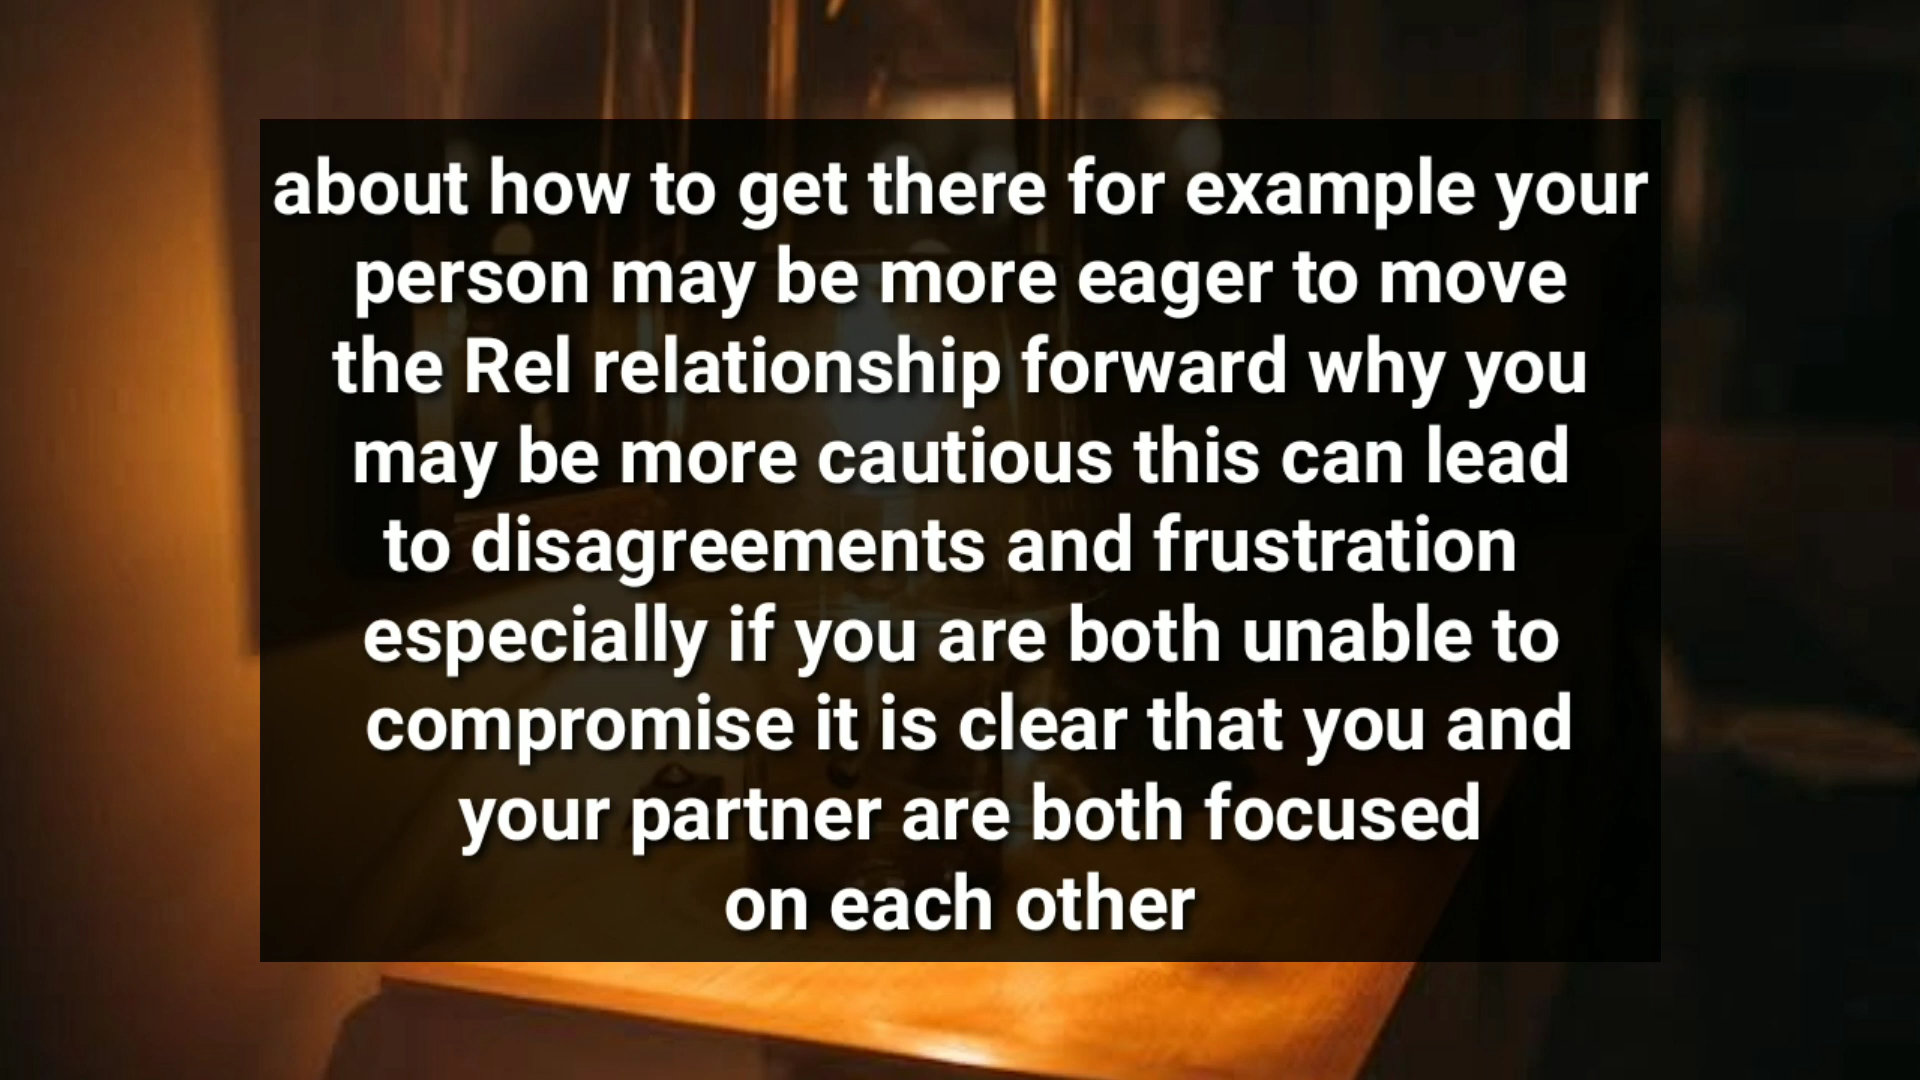 about how to get there for example your
person may be more eager to move
the Rel relationship forward why you
may be more cautious this can lead
to disagreements and frustration
especially if you are both unable to
compromise it is clear that you and
your partner are both focused
on each other